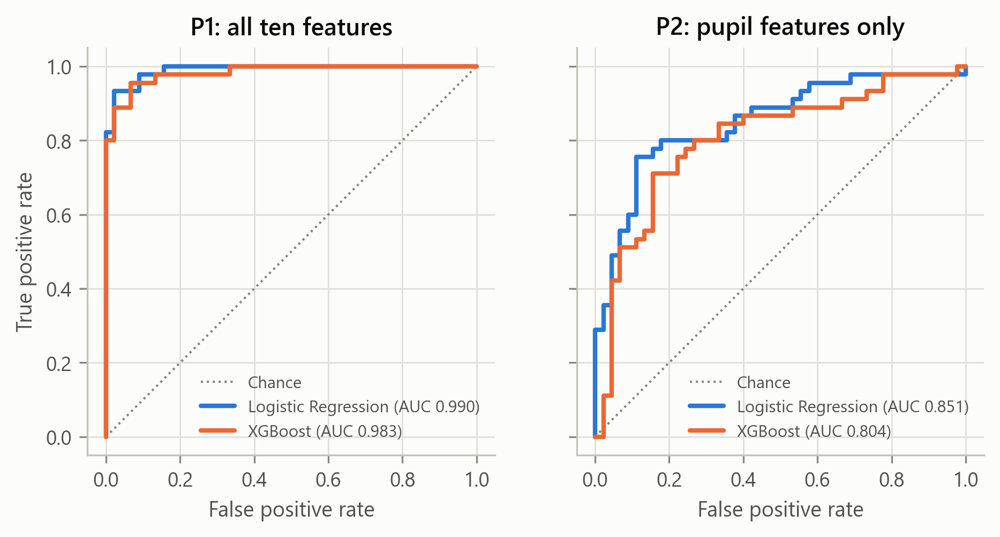 P1: all ten features
1.0
0.8
0.6
0.4
0.2
0.0
True positive rate
Chance
Logistic Regression (AUC 0.990)
XGBoost (AUC 0.983)
0.0 0.2 0.4 0.6 0.8 1.0
False positive rate
P2: pupil features only
Chance
Logistic Regression (AUC 0.851)
XGBoost (AUC 0.804)
0.0 0.2 0.4 0.6 0.8 1.0
False positive rate